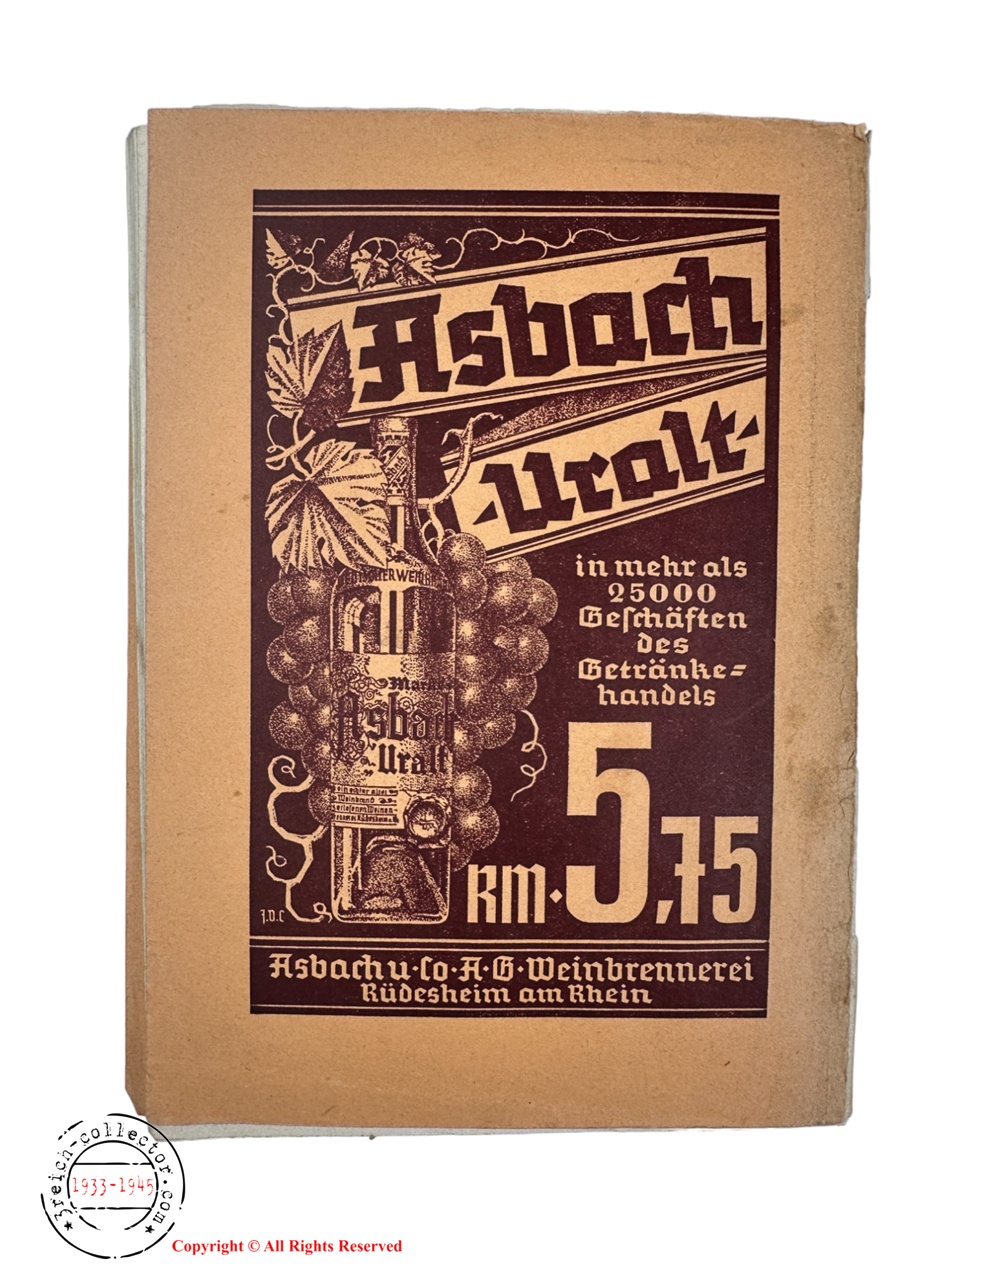 Asbach
„Uralt“
in mehr als
25000
Geschäften
des
Getränke=
handels
RM. 5,75
Asbach
„Uralt“
J.D.C
Asbach u. Co. A. G. Weinbrennerei
Rüdesheim am Rhein
3reich-collector.com
1933-1945
Copyright © All Rights Reserved